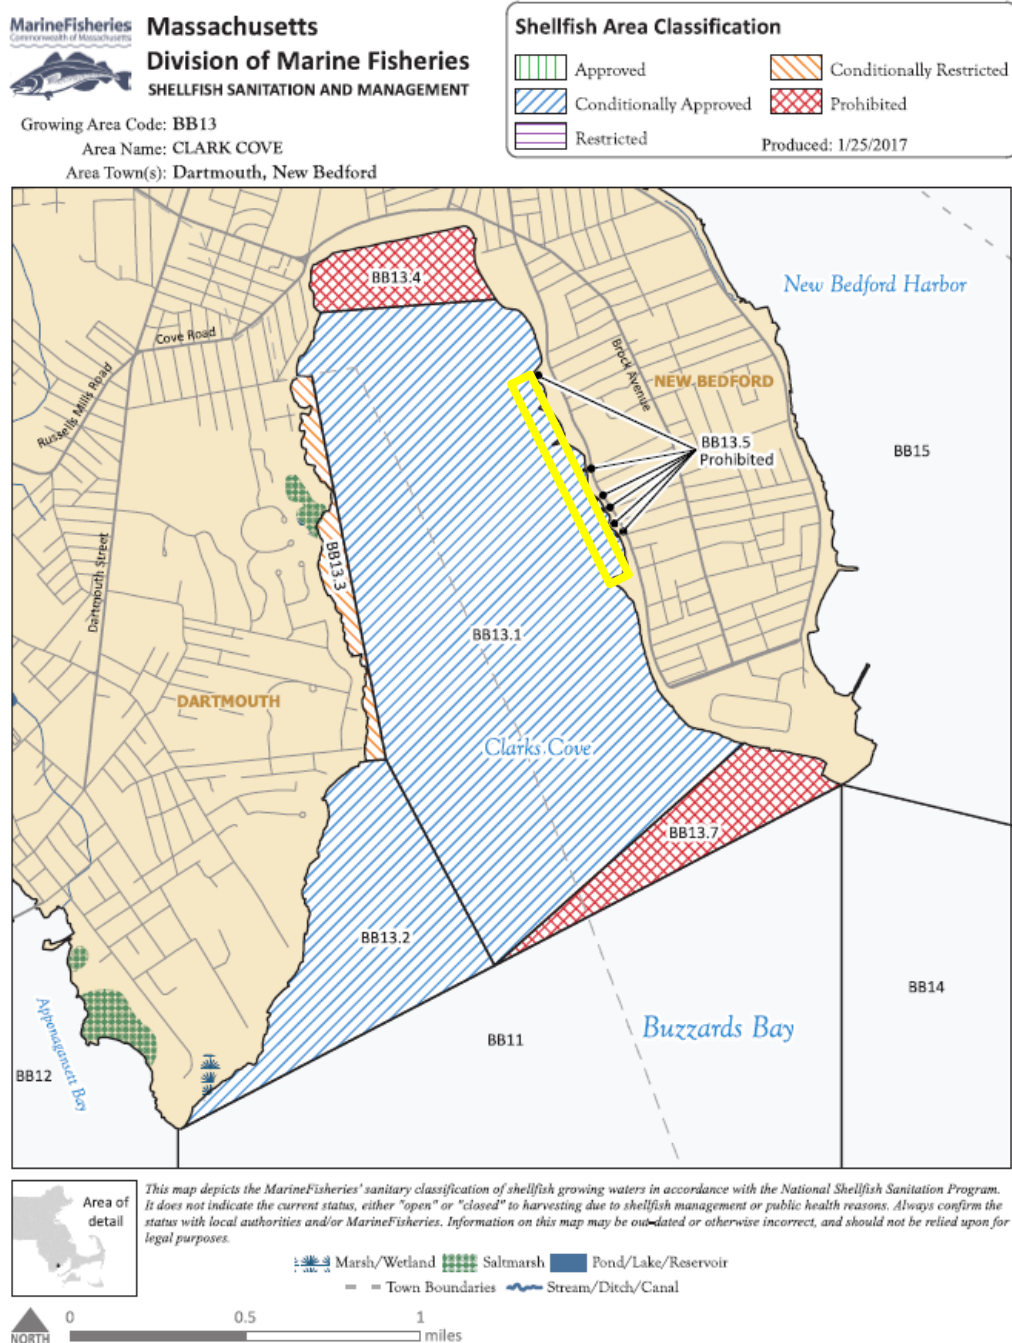 MarineFisheries
Commonwealth of Massachusetts
Massachusetts
Division of Marine Fisheries
SHELLFISH SANITATION AND MANAGEMENT
Growing Area Code: BB13
Area Name: CLARK COVE
Area Town(s): Dartmouth, New Bedford
Shellfish Area Classification
Approved
Conditionally Restricted
Conditionally Approved
Prohibited
Restricted
Produced: 1/25/2017
BB13.4
New Bedford Harbor
Cove Road
Brock Avenue
NEW BEDFORD
Russells Mills Road
BB13.5
Prohibited
BB15
Dartmouth Street
BB13.3
BB13.1
DARTMOUTH
Clarks Cove
BB13.7
BB13.2
BB14
Apponagansett Bay
Buzzards Bay
BB11
BB12
Area of
detail
This map depicts the MarineFisheries' sanitary classification of shellfish growing waters in accordance with the National Shellfish Sanitation Program.
It does not indicate the current status, either "open" or "closed" to harvesting due to shellfish management or public health reasons. Always confirm the
status with local authorities and/or MarineFisheries. Information on this map may be out-dated or otherwise incorrect, and should not be relied upon for
legal purposes.
Marsh/Wetland Saltmarsh Pond/Lake/Reservoir
Town Boundaries Stream/Ditch/Canal
NORTH
0 0.5 1
miles